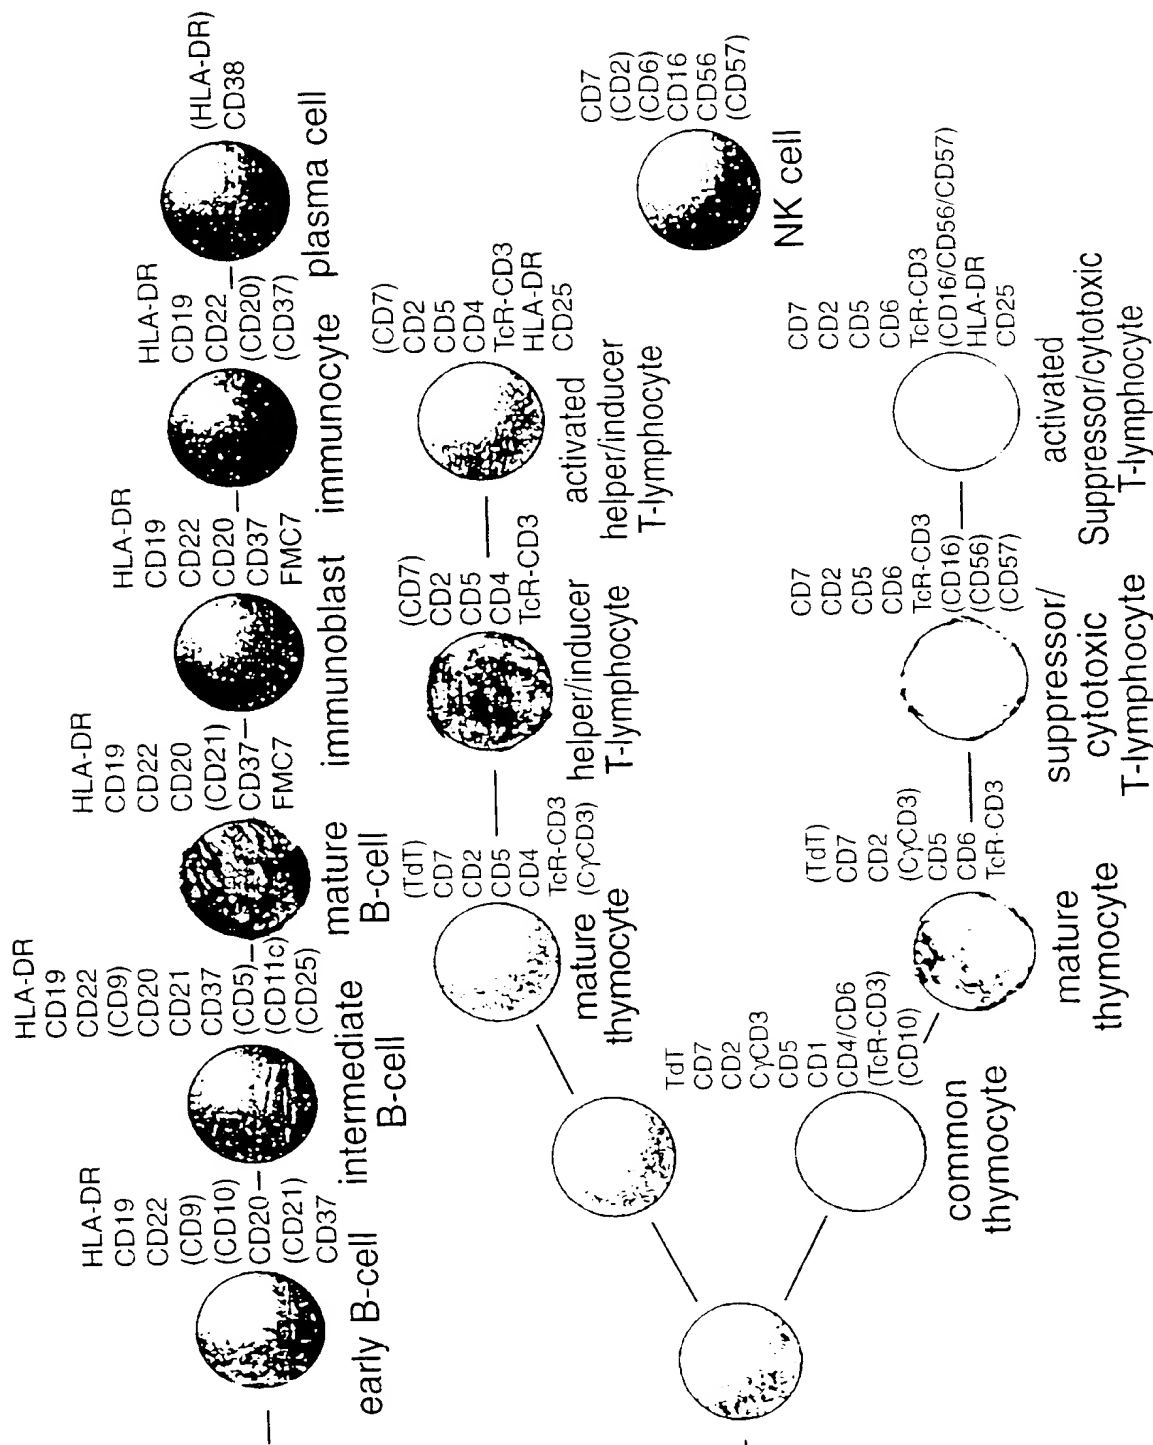 HLA-DR
CD19
CD22
(CD9)
(CD10)
CD20
(CD21)
CD37
early B-cell
HLA-DR
CD19
CD22
(CD9)
CD20
CD21
CD37
(CD5)
(CD11c)
(CD25)
intermediate
B-cell
HLA-DR
CD19
CD22
CD20
(CD21)
CD37
FMC7
mature
B-cell
HLA-DR
CD19
CD22
CD20
CD37
FMC7
immunoblast
HLA-DR
CD19
CD22
(CD20)
(CD37)
immunocyte
(HLA-DR)
CD38
plasma cell
TdT
CD7
CD2
CγCD3
CD5
CD1
CD4/CD6
(TcR-CD3)
(CD10)
common
thymocyte
(TdT)
CD7
CD2
CD5
CD4
TcR-CD3
(CγCD3)
mature
thymocyte
(CD7)
CD2
CD5
CD4
TcR-CD3
helper/inducer
T-lymphocyte
(CD7)
CD2
CD5
CD4
TcR-CD3
HLA-DR
CD25
activated
helper/inducer
T-lymphocyte
CD7
(CD2)
(CD6)
CD16
CD56
(CD57)
NK cell
(TdT)
CD7
CD2
(CγCD3)
CD5
CD6
TcR-CD3
mature
thymocyte
CD7
CD2
CD5
CD6
TcR-CD3
(CD16)
(CD56)
(CD57)
suppressor/
cytotoxic
T-lymphocyte
CD7
CD2
CD5
CD6
TcR-CD3
(CD16/CD56/CD57)
HLA-DR
CD25
activated
Suppressor/cytotoxic
T-lymphocyte